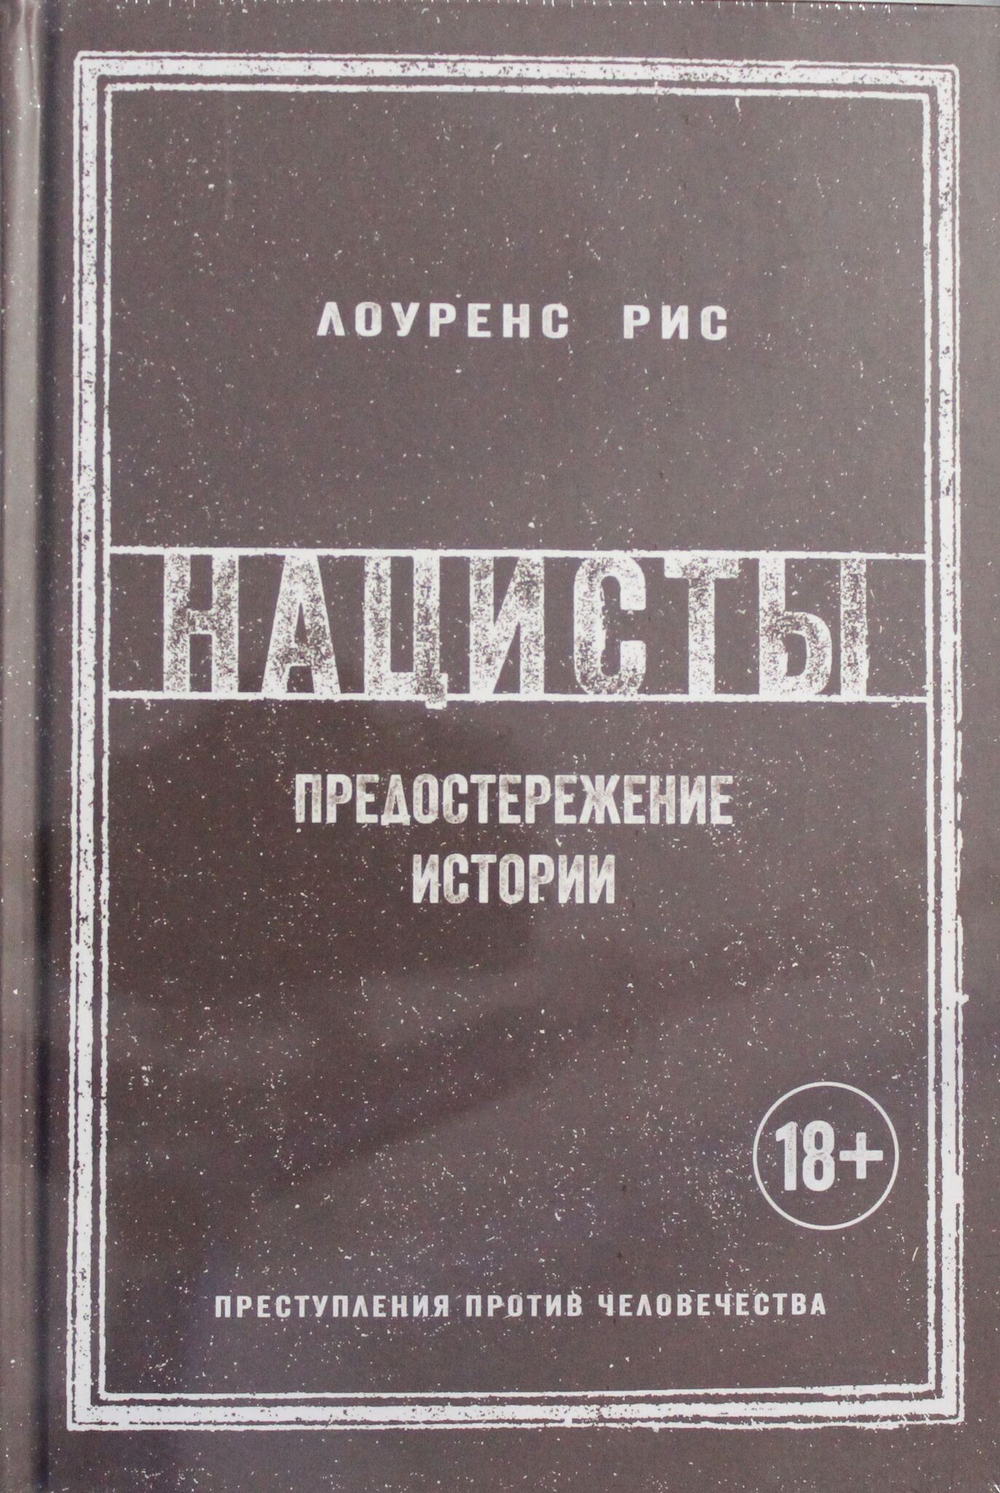 ЛОУРЕНС РИС
НАЦИСТЫ
ПРЕДОСТЕРЕЖЕНИЕ
ИСТОРИИ
18+
ПРЕСТУПЛЕНИЯ ПРОТИВ ЧЕЛОВЕЧЕСТВА